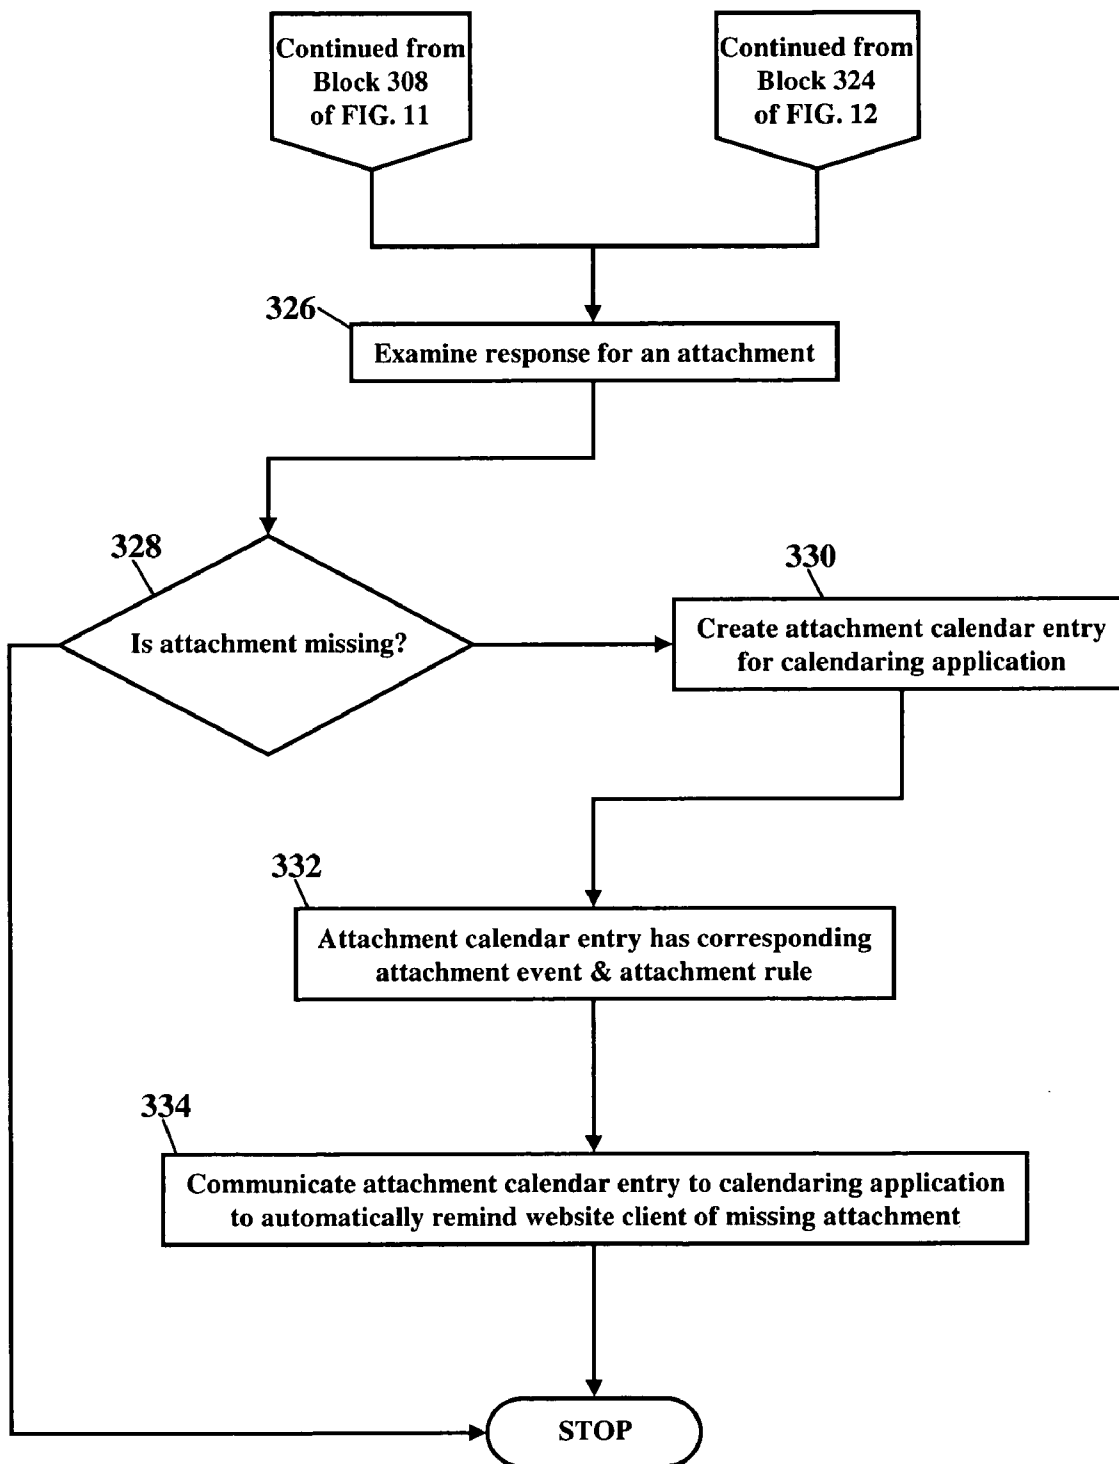 Continued from
Block 308
of FIG. 11
Continued from
Block 324
of FIG. 12
326
Examine response for an attachment
328
Is attachment missing?
330
Create attachment calendar entry
for calendaring application
332
Attachment calendar entry has corresponding
attachment event & attachment rule
334
Communicate attachment calendar entry to calendaring application
to automatically remind website client of missing attachment
STOP